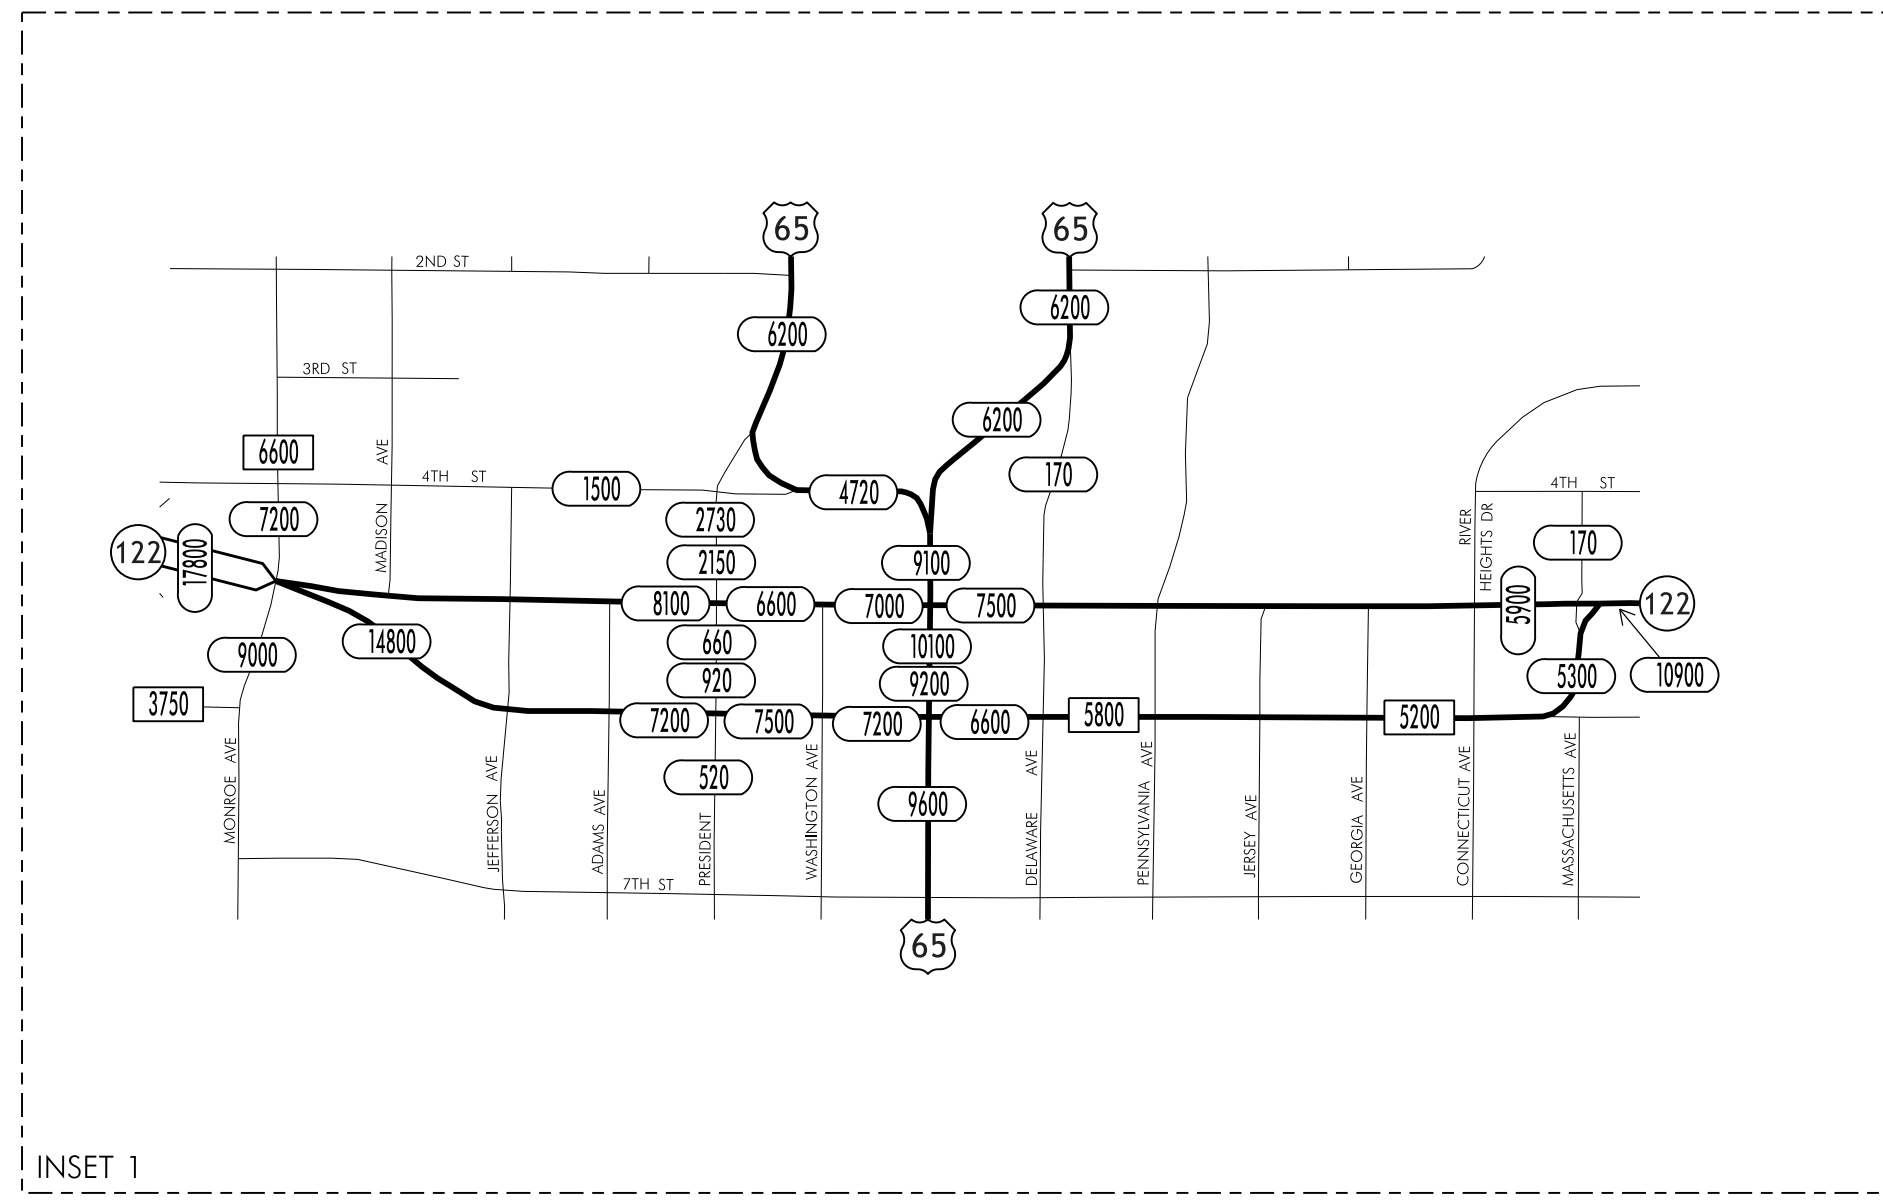 65
65
2ND ST
6200
6200
3RD ST
6200
6600
AVE
MADISON
4TH ST
1500
4720
170
4TH ST
7200
2730
RIVER
HEIGHTS DR
170
122
17800
2150
9100
8100
6600
7000
7500
5900
122
9000
14800
660
10100
920
9200
5300
10900
3750
7200
7500
7200
6600
5800
5200
520
9600
MONROE AVE
JEFFERSON AVE
ADAMS AVE
PRESIDENT
WASHINGTON AVE
DELAWARE AVE
PENNSYLVANIA AVE
JERSEY AVE
GEORGIA AVE
CONNECTICUT AVE
MASSACHUSETTS AVE
7TH ST
65
INSET 1